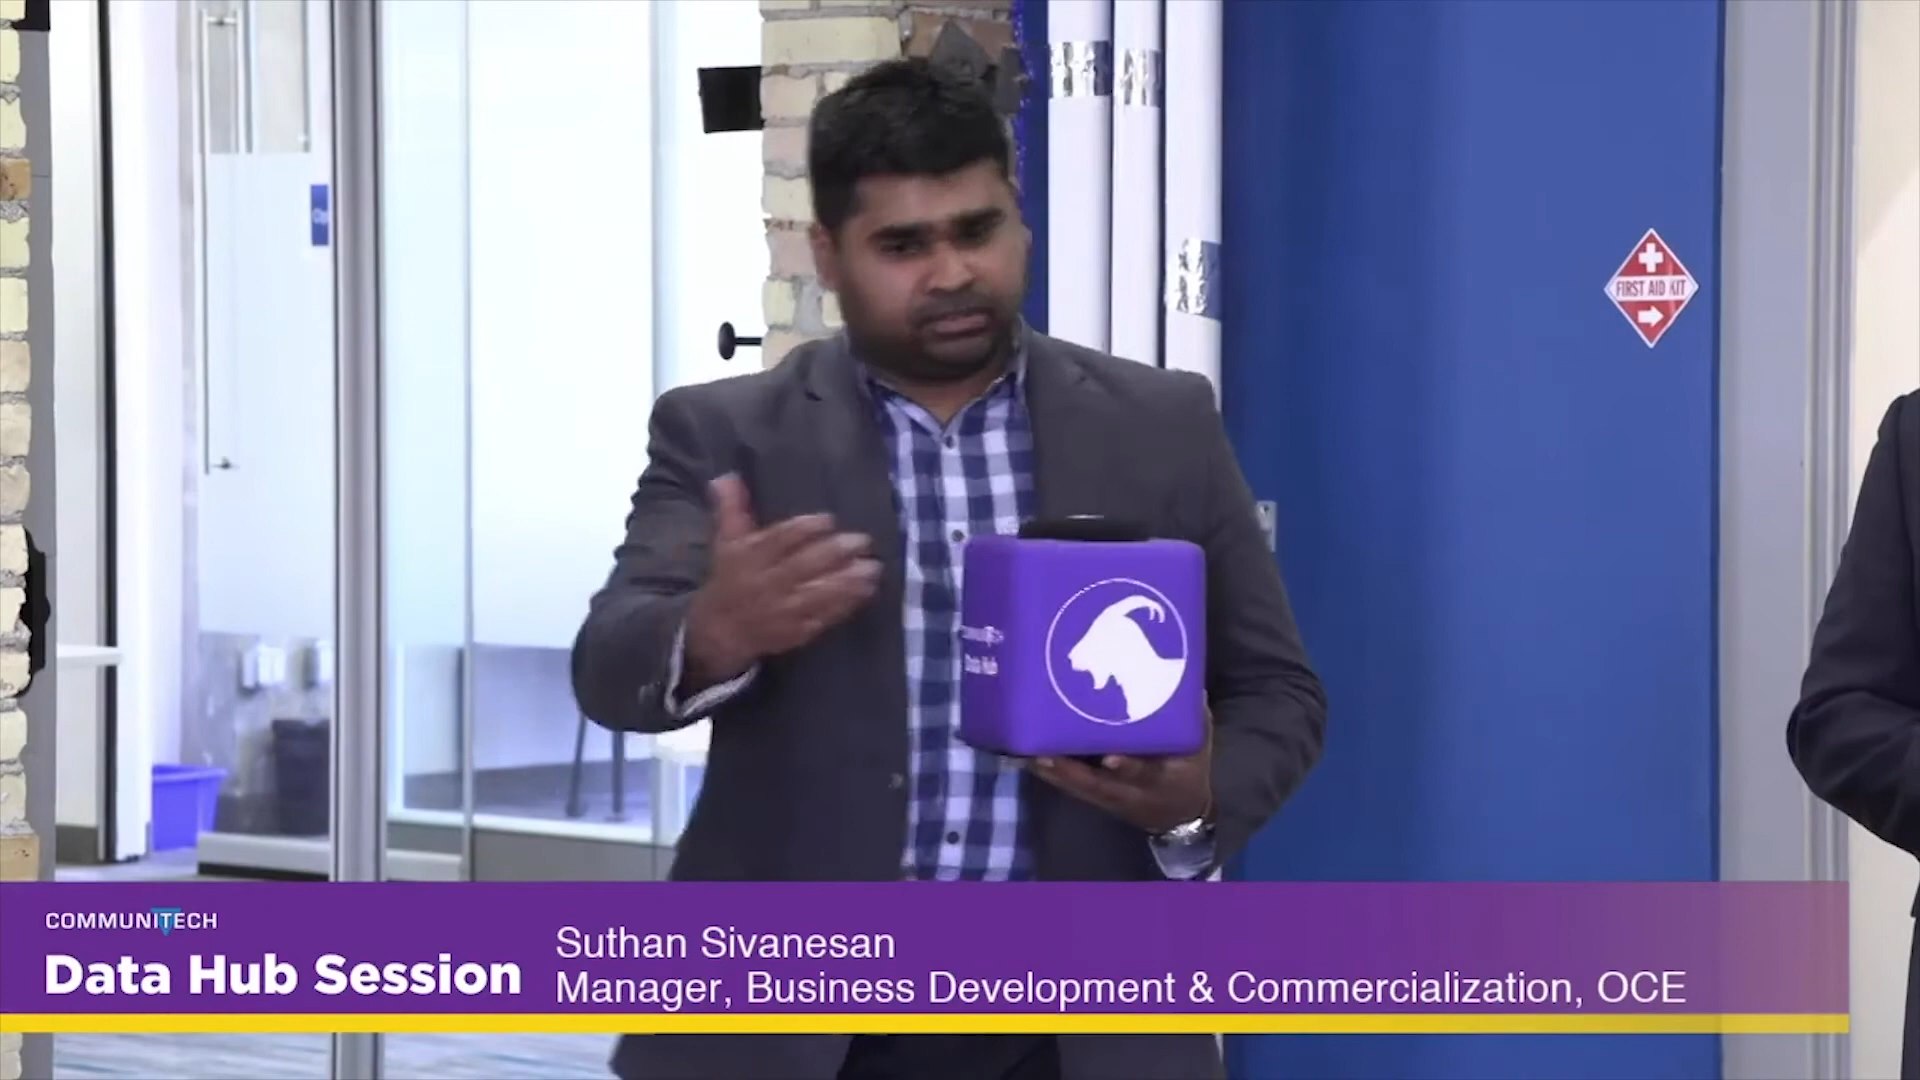 FIRST AID KIT
Data Hub
COMMUNITECH
Data Hub Session
Suthan Sivanesan
Manager, Business Development & Commercialization, OCE